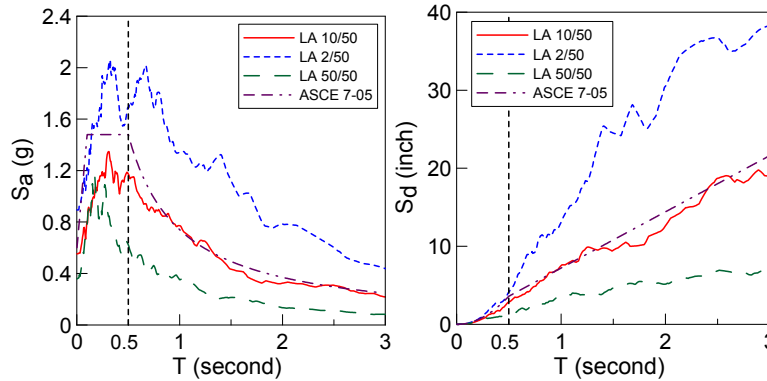 Sa (g)
2.4
2
1.6
1.2
0.8
0.4
0
LA 10/50
LA 2/50
LA 50/50
ASCE 7-05
0 0.5 1 2 3
T (second)
Sd (inch)
40
30
20
10
0
LA 10/50
LA 2/50
LA 50/50
ASCE 7-05
0 0.5 1 2 3
T (second)